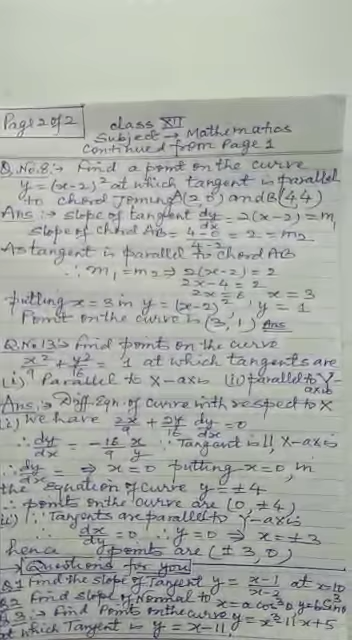 Page 2 of 2
class XII
Subject → Mathematics
Continued from Page 1
Q.No.8:→ Find a point on the curve
y = (x-2)² at which tangent is parallel
to chord Joining A(2,0) and B(4,4)
Ans:→ slope of tangent dy/dx = 2(x-2) = m₁
slope of chord AB = 4-0/4-2 = 2 = m₂
As tangent is parallel to chord AB
∴ m₁ = m₂ ⇒ 2(x-2) = 2
2x-4 = 2
2x = 6, x = 3
putting x = 3 in y = (x-2)², y = 1
Point on the curve is (3, 1) Ans
Q.No.13:→ Find points on the curve
x²/9 + y²/16 = 1 at which tangents are
(i) Parallel to X-axis (ii) parallel to Y-axis
Ans:→ Diff. Eqn. of curve with respect to X
(i) We have 2x/9 + 2y/16 dy/dx = 0
∴ dy/dx = -16/9 x/y ∵ Tangent is ll X-axis
∴ dy/dx = ⇒ x = 0 putting x = 0, in
the equation of curve y = ±4
∴ points on the curve are (0, ±4)
ii) ∵ Tangents are parallel to Y-axis
∴ dx/dy = 0 ∴ y = 0 ⇒ x = ±3
hence points are (±3, 0)
→ Questions for you
Q.1 Find the slope of Tangent y = x-1/x-2 at x = 10
Q.2 Find slope of Normal to x = a cos³θ y = b sin³θ
Q.3:→ Find Points on the curve y = x³-11x+5
at which Tangent is y = x-11